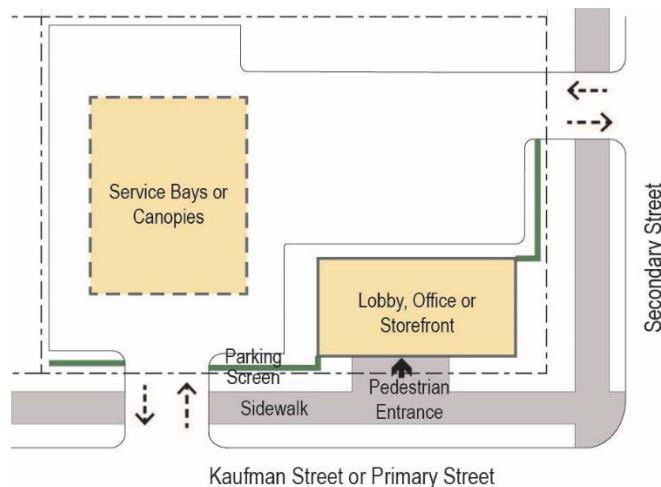 Service Bays or
Canopies
Lobby, Office or
Storefront
Parking
Screen
Pedestrian
Entrance
Sidewalk
Secondary Street
Kaufman Street or Primary Street